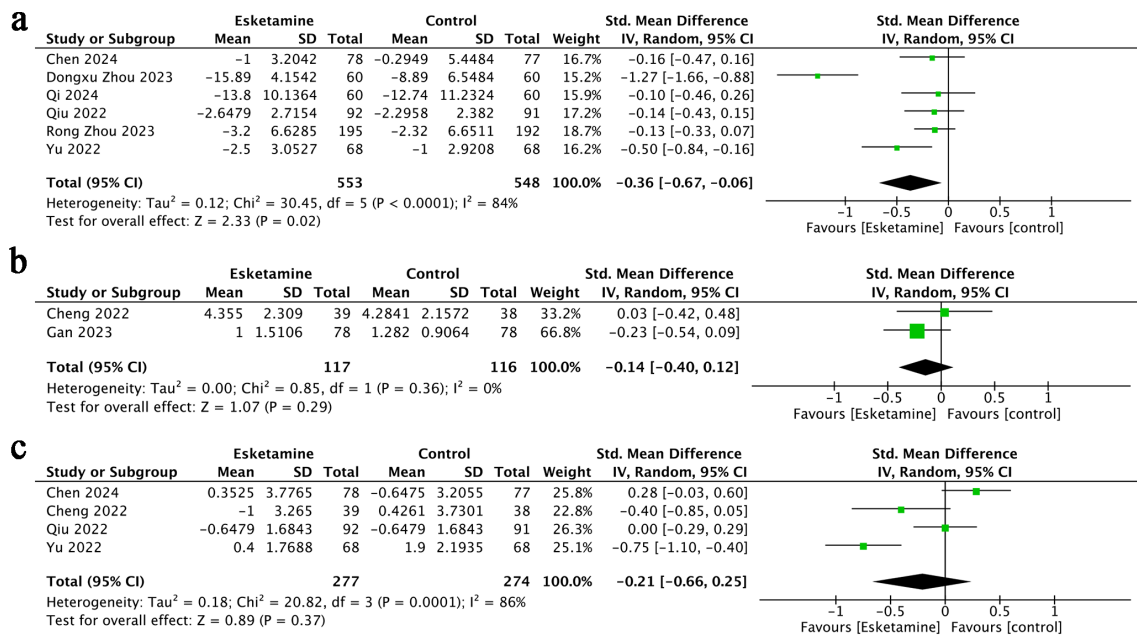 a
Esketamine Control Std. Mean Difference Std. Mean Difference
Study or Subgroup Mean SD Total Mean SD Total Weight IV, Random, 95% CI IV, Random, 95% CI
Chen 2024 −1 3.2042 78 −0.2949 5.4484 77 16.7% −0.16 [−0.47, 0.16]
Dongxu Zhou 2023 −15.89 4.1542 60 −8.89 6.5484 60 15.2% −1.27 [−1.66, −0.88]
Qi 2024 −13.8 10.1364 60 −12.74 11.2324 60 15.9% −0.10 [−0.46, 0.26]
Qiu 2022 −2.6479 2.7154 92 −2.2958 2.382 91 17.2% −0.14 [−0.43, 0.15]
Rong Zhou 2023 −3.2 6.6285 195 −2.32 6.6511 192 18.7% −0.13 [−0.33, 0.07]
Yu 2022 −2.5 3.0527 68 −1 2.9208 68 16.2% −0.50 [−0.84, −0.16]
Total (95% CI) 553 548 100.0% −0.36 [−0.67, −0.06]
Heterogeneity: Tau² = 0.12; Chi² = 30.45, df = 5 (P < 0.0001); I² = 84%
Test for overall effect: Z = 2.33 (P = 0.02)
−1 −0.5 0 0.5 1
Favours [Esketamine] Favours [control]
b
Esketamine Control Std. Mean Difference Std. Mean Difference
Study or Subgroup Mean SD Total Mean SD Total Weight IV, Random, 95% CI IV, Random, 95% CI
Cheng 2022 4.355 2.309 39 4.2841 2.1572 38 33.2% 0.03 [−0.42, 0.48]
Gan 2023 1 1.5106 78 1.282 0.9064 78 66.8% −0.23 [−0.54, 0.09]
Total (95% CI) 117 116 100.0% −0.14 [−0.40, 0.12]
Heterogeneity: Tau² = 0.00; Chi² = 0.85, df = 1 (P = 0.36); I² = 0%
Test for overall effect: Z = 1.07 (P = 0.29)
−1 −0.5 0 0.5 1
Favours [Esketamine] Favours [control]
c
Esketamine Control Std. Mean Difference Std. Mean Difference
Study or Subgroup Mean SD Total Mean SD Total Weight IV, Random, 95% CI IV, Random, 95% CI
Chen 2024 0.3525 3.7765 78 −0.6475 3.2055 77 25.8% 0.28 [−0.03, 0.60]
Cheng 2022 −1 3.265 39 0.4261 3.7301 38 22.8% −0.40 [−0.85, 0.05]
Qiu 2022 −0.6479 1.6843 92 −0.6479 1.6843 91 26.3% 0.00 [−0.29, 0.29]
Yu 2022 0.4 1.7688 68 1.9 2.1935 68 25.1% −0.75 [−1.10, −0.40]
Total (95% CI) 277 274 100.0% −0.21 [−0.66, 0.25]
Heterogeneity: Tau² = 0.18; Chi² = 20.82, df = 3 (P = 0.0001); I² = 86%
Test for overall effect: Z = 0.89 (P = 0.37)
−1 −0.5 0 0.5 1
Favours [Esketamine] Favours [control]